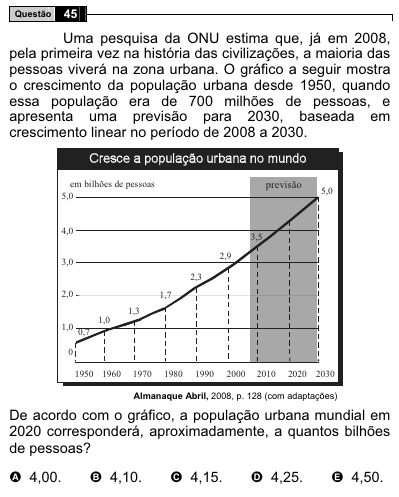 Questão 45
Uma pesquisa da ONU estima que, já em 2008,
pela primeira vez na história das civilizações, a maioria das
pessoas viverá na zona urbana. O gráfico a seguir mostra
o crescimento da população urbana desde 1950, quando
essa população era de 700 milhões de pessoas, e
apresenta uma previsão para 2030, baseada em
crescimento linear no período de 2008 a 2030.
Cresce a população urbana no mundo
em bilhões de pessoas
previsão
5,0
5,0
4,0
3,5
3,0
2,9
2,3
2,0
1,7
1,3
1,0
1,0
0,7
0
1950 1960 1970 1980 1990 2000 2010 2020 2030
Almanaque Abril, 2008, p. 128 (com adaptações)
De acordo com o gráfico, a população urbana mundial em
2020 corresponderá, aproximadamente, a quantos bilhões
de pessoas?
A 4,00. B 4,10. C 4,15. D 4,25. E 4,50.